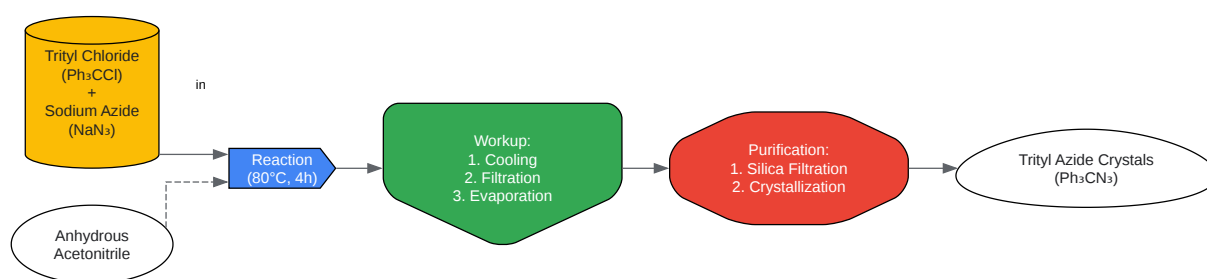 Trityl Chloride
(Ph₃CCl)
+
Sodium Azide
(NaN₃)
in
Anhydrous
Acetonitrile
Reaction
(80°C, 4h)
Workup:
1. Cooling
2. Filtration
3. Evaporation
Purification:
1. Silica Filtration
2. Crystallization
Trityl Azide Crystals
(Ph₃CN₃)